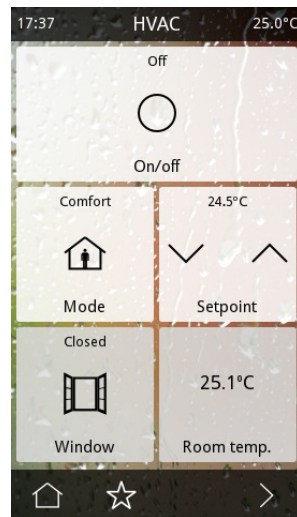 17:37 HVAC 25.0°C
Off
On/off
Comfort 24.5°C
Mode Setpoint
Closed
25.1°C
Window Room temp.